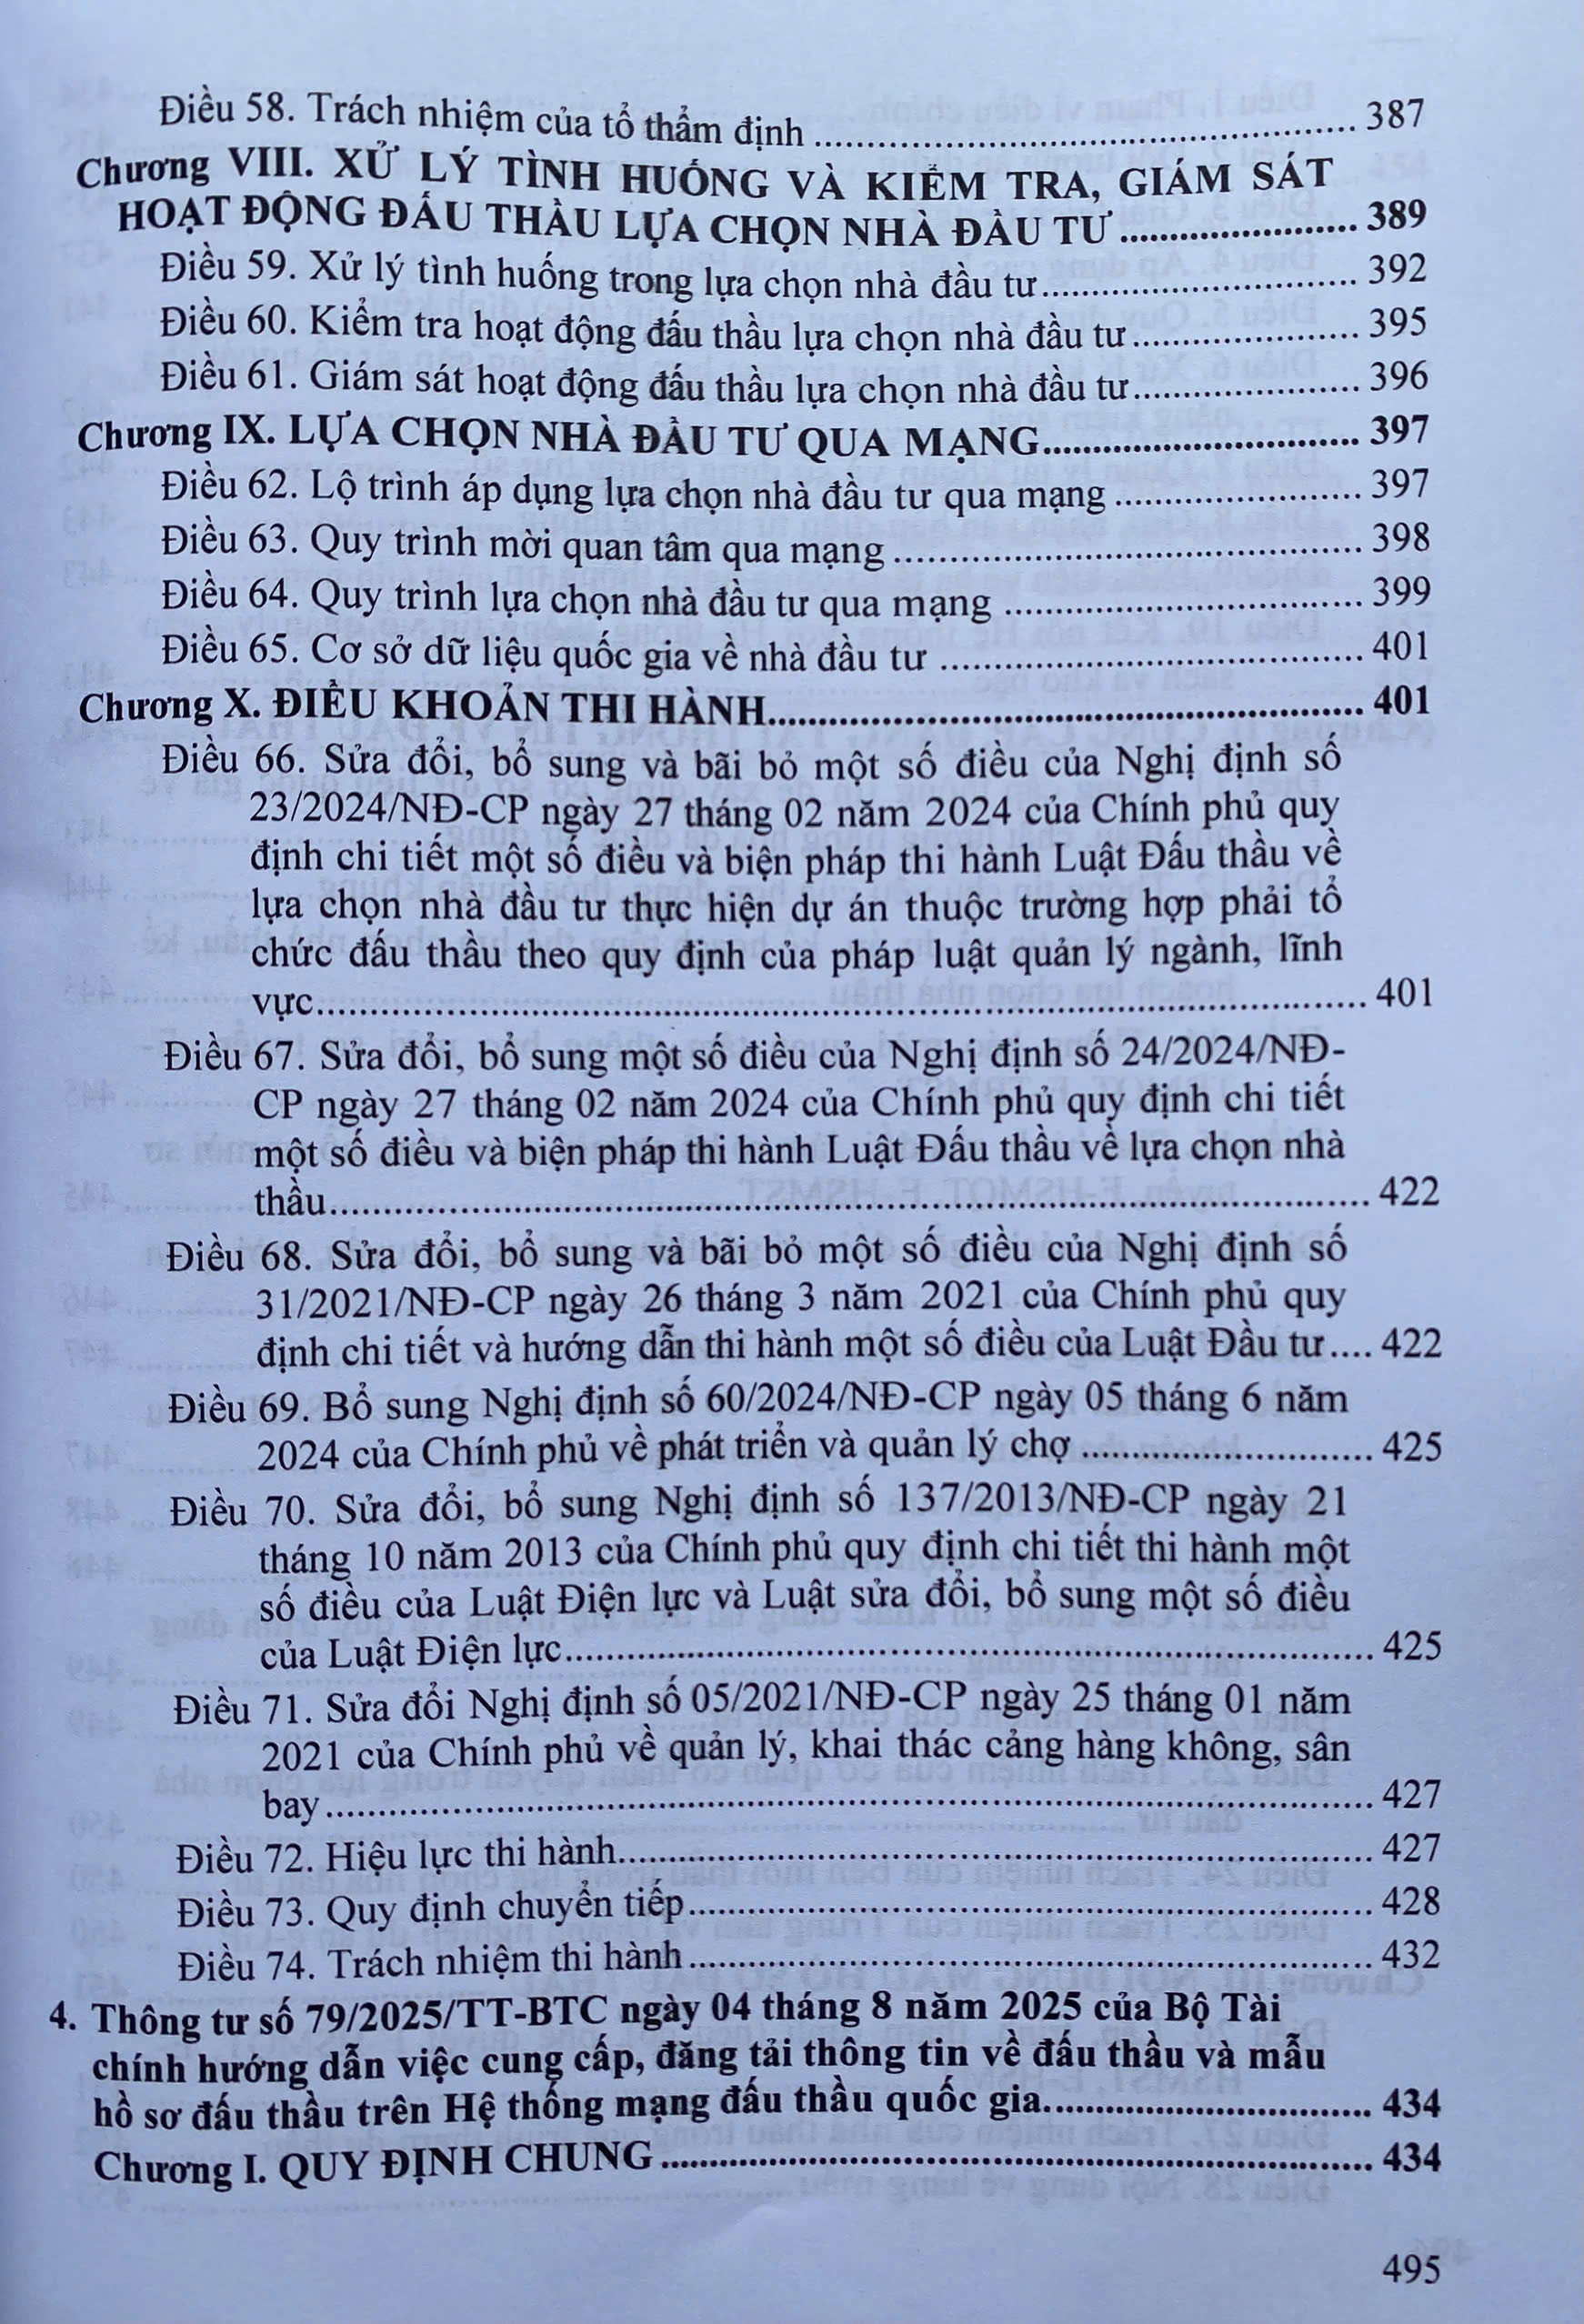 Điều 58. Trách nhiệm của tổ thẩm định ........ 387
Chương VIII. XỬ LÝ TÌNH HUỐNG VÀ KIỂM TRA, GIÁM SÁT
HOẠT ĐỘNG ĐẤU THẦU LỰA CHỌN NHÀ ĐẦU TƯ ........ 389
Điều 59. Xử lý tình huống trong lựa chọn nhà đầu tư ........ 392
Điều 60. Kiểm tra hoạt động đấu thầu lựa chọn nhà đầu tư ........ 395
Điều 61. Giám sát hoạt động đấu thầu lựa chọn nhà đầu tư ........ 396
Chương IX. LỰA CHỌN NHÀ ĐẦU TƯ QUA MẠNG ........ 397
Điều 62. Lộ trình áp dụng lựa chọn nhà đầu tư qua mạng ........ 397
Điều 63. Quy trình mời quan tâm qua mạng ........ 398
Điều 64. Quy trình lựa chọn nhà đầu tư qua mạng ........ 399
Điều 65. Cơ sở dữ liệu quốc gia về nhà đầu tư ........ 401
Chương X. ĐIỀU KHOẢN THI HÀNH ........ 401
Điều 66. Sửa đổi, bổ sung và bãi bỏ một số điều của Nghị định số
23/2024/NĐ-CP ngày 27 tháng 02 năm 2024 của Chính phủ quy
định chi tiết một số điều và biện pháp thi hành Luật Đấu thầu về
lựa chọn nhà đầu tư thực hiện dự án thuộc trường hợp phải tổ
chức đấu thầu theo quy định của pháp luật quản lý ngành, lĩnh
vực ........ 401
Điều 67. Sửa đổi, bổ sung một số điều của Nghị định số 24/2024/NĐ-
CP ngày 27 tháng 02 năm 2024 của Chính phủ quy định chi tiết
một số điều và biện pháp thi hành Luật Đấu thầu về lựa chọn nhà
thầu ........ 422
Điều 68. Sửa đổi, bổ sung và bãi bỏ một số điều của Nghị định số
31/2021/NĐ-CP ngày 26 tháng 3 năm 2021 của Chính phủ quy
định chi tiết và hướng dẫn thi hành một số điều của Luật Đầu tư .... 422
Điều 69. Bổ sung Nghị định số 60/2024/NĐ-CP ngày 05 tháng 6 năm
2024 của Chính phủ về phát triển và quản lý chợ ........ 425
Điều 70. Sửa đổi, bổ sung Nghị định số 137/2013/NĐ-CP ngày 21
tháng 10 năm 2013 của Chính phủ quy định chi tiết thi hành một
số điều của Luật Điện lực và Luật sửa đổi, bổ sung một số điều
của Luật Điện lực ........ 425
Điều 71. Sửa đổi Nghị định số 05/2021/NĐ-CP ngày 25 tháng 01 năm
2021 của Chính phủ về quản lý, khai thác cảng hàng không, sân
bay ........ 427
Điều 72. Hiệu lực thi hành ........ 427
Điều 73. Quy định chuyển tiếp ........ 428
Điều 74. Trách nhiệm thi hành ........ 432
4. Thông tư số 79/2025/TT-BTC ngày 04 tháng 8 năm 2025 của Bộ Tài
chính hướng dẫn việc cung cấp, đăng tải thông tin về đấu thầu và mẫu
hồ sơ đấu thầu trên Hệ thống mạng đấu thầu quốc gia ........ 434
Chương I. QUY ĐỊNH CHUNG ........ 434
495